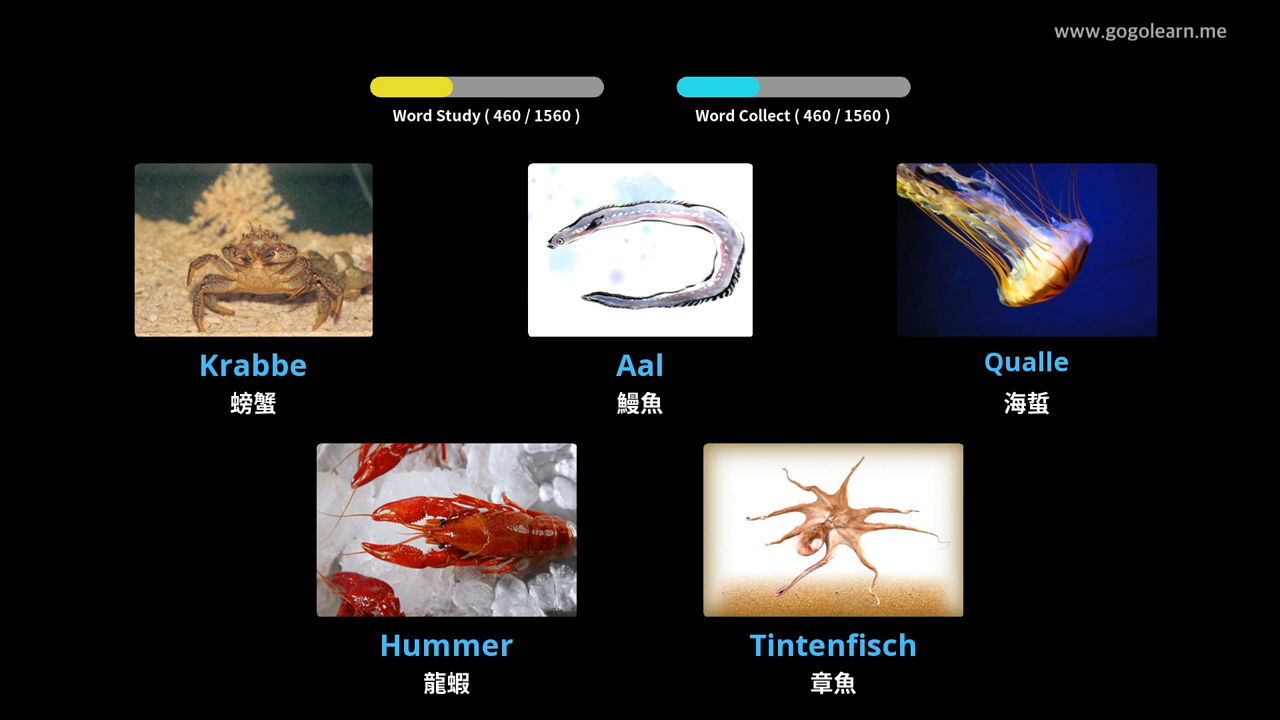 www.gogolearn.me
Word Study ( 460 / 1560 )
Word Collect ( 460 / 1560 )
Krabbe
螃蟹
Aal
鰻魚
Qualle
海蜇
Hummer
龍蝦
Tintenfisch
章魚